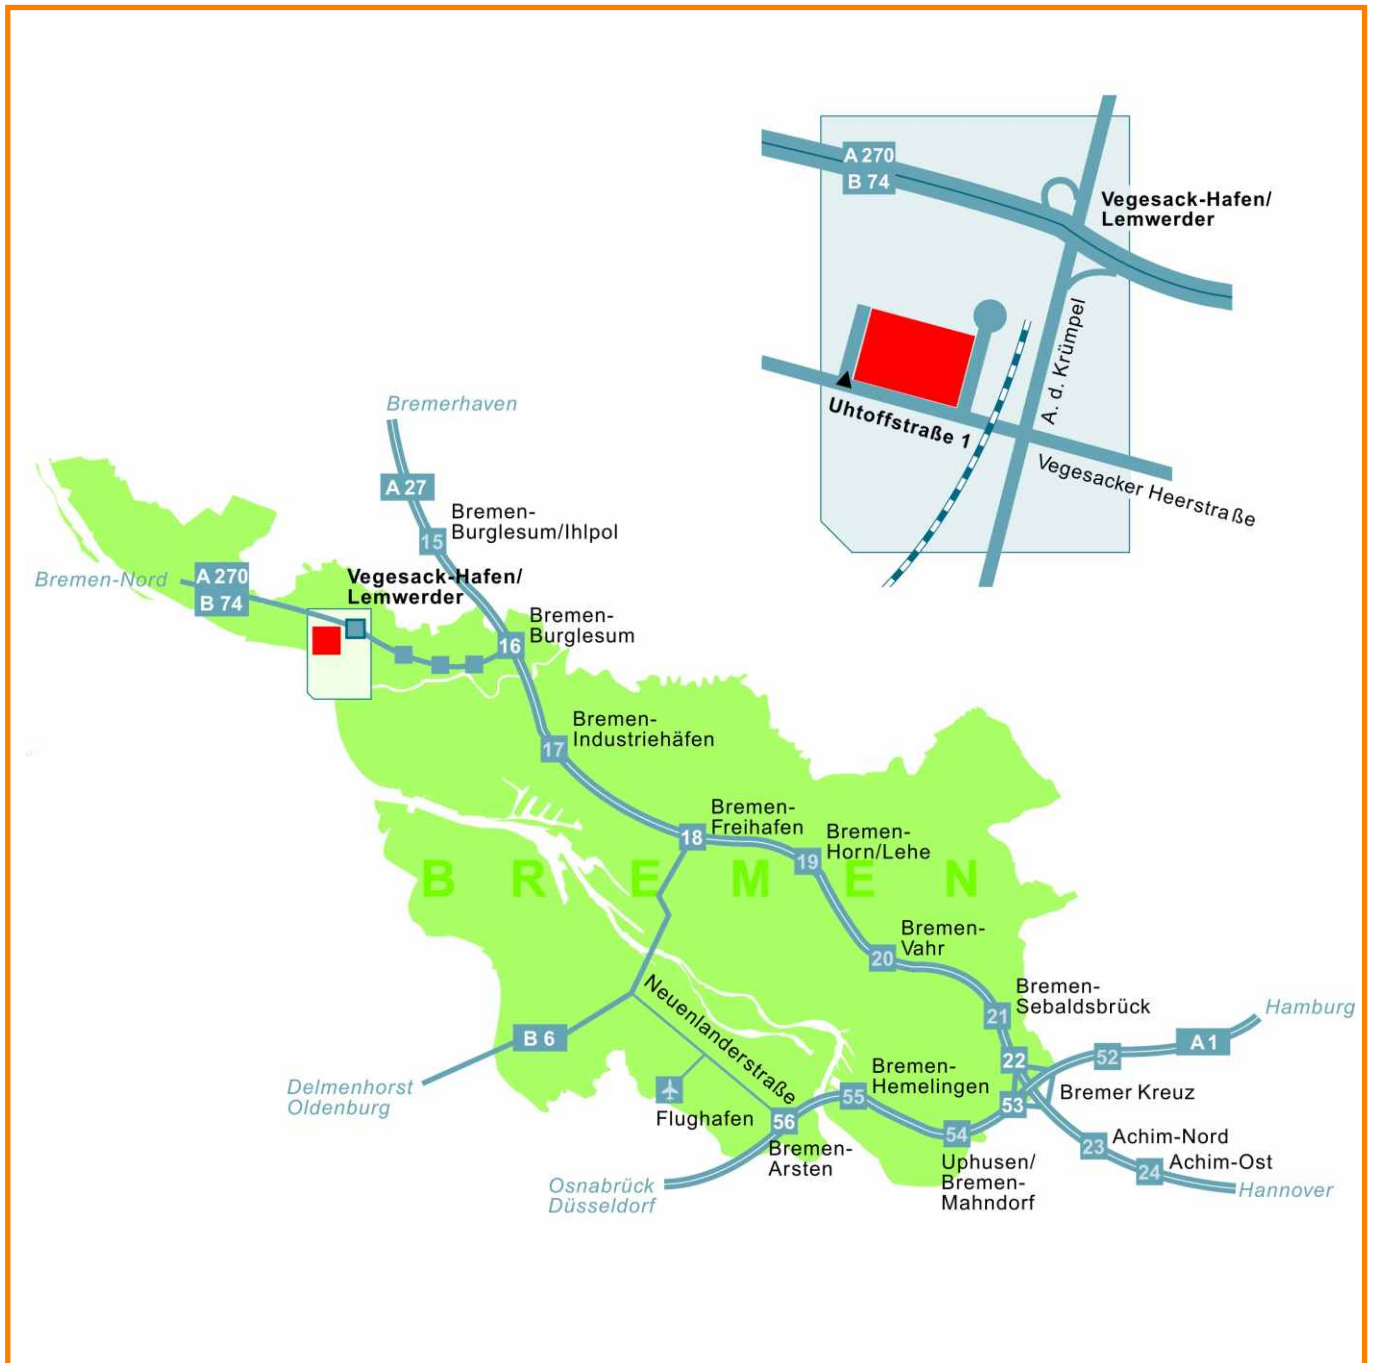 A 270
B 74
Vegesack-Hafen/
Lemwerder
A. d. Krümpel
Uhtoffstraße 1
Vegesacker Heerstraße
Bremerhaven
A 27
15
Bremen-
Burglesum/Ihlpol
Bremen-Nord
A 270
B 74
Vegesack-Hafen/
Lemwerder
16
Bremen-
Burglesum
17
Bremen-
Industriehäfen
18
Bremen-
Freihafen
19
Bremen-
Horn/Lehe
BREMEN
20
Bremen-
Vahr
21
Bremen-
Sebaldsbrück
Neuenlanderstraße
B 6
Delmenhorst
Oldenburg
Flughafen
56
Bremen-
Arsten
55
Bremen-
Hemelingen
54
Uphusen/
Bremen-
Mahndorf
22
53
Bremer Kreuz
52
A 1
Hamburg
23
Achim-Nord
24
Achim-Ost
Hannover
Osnabrück
Düsseldorf